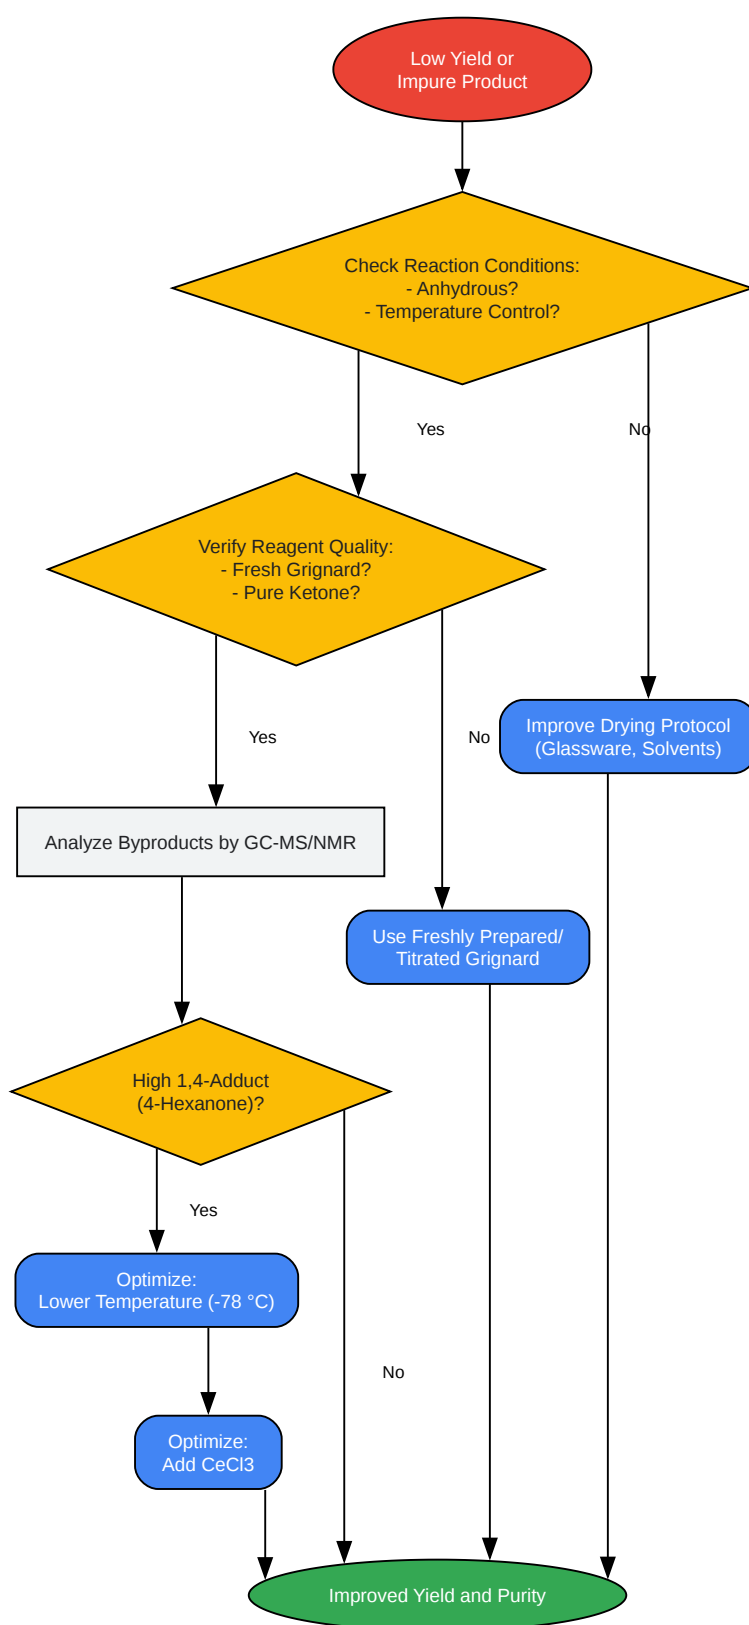 Low Yield or
Impure Product
Check Reaction Conditions:
- Anhydrous?
- Temperature Control?
Yes
No
Verify Reagent Quality:
- Fresh Grignard?
- Pure Ketone?
Yes
No
Improve Drying Protocol
(Glassware, Solvents)
Analyze Byproducts by GC-MS/NMR
Use Freshly Prepared/
Titrated Grignard
High 1,4-Adduct
(4-Hexanone)?
Yes
Optimize:
Lower Temperature (-78 °C)
No
Optimize:
Add CeCl3
Improved Yield and Purity